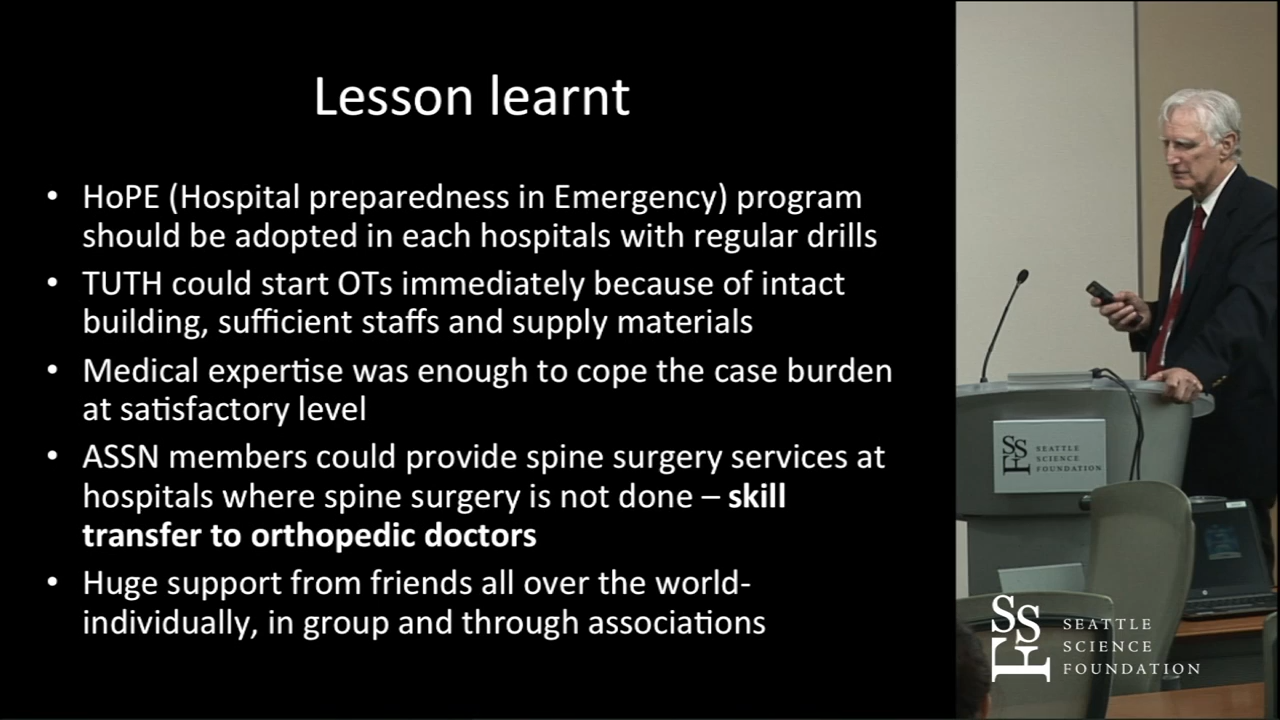 Lesson learnt
• HoPE (Hospital preparedness in Emergency) program
should be adopted in each hospitals with regular drills
• TUTH could start OTs immediately because of intact
building, sufficient staffs and supply materials
• Medical expertise was enough to cope the case burden
at satisfactory level
• ASSN members could provide spine surgery services at
hospitals where spine surgery is not done – skill
transfer to orthopedic doctors
• Huge support from friends all over the world-
individually, in group and through associations
SSF
SEATTLE
SCIENCE
FOUNDATION
SSF
SEATTLE
SCIENCE
FOUNDATION